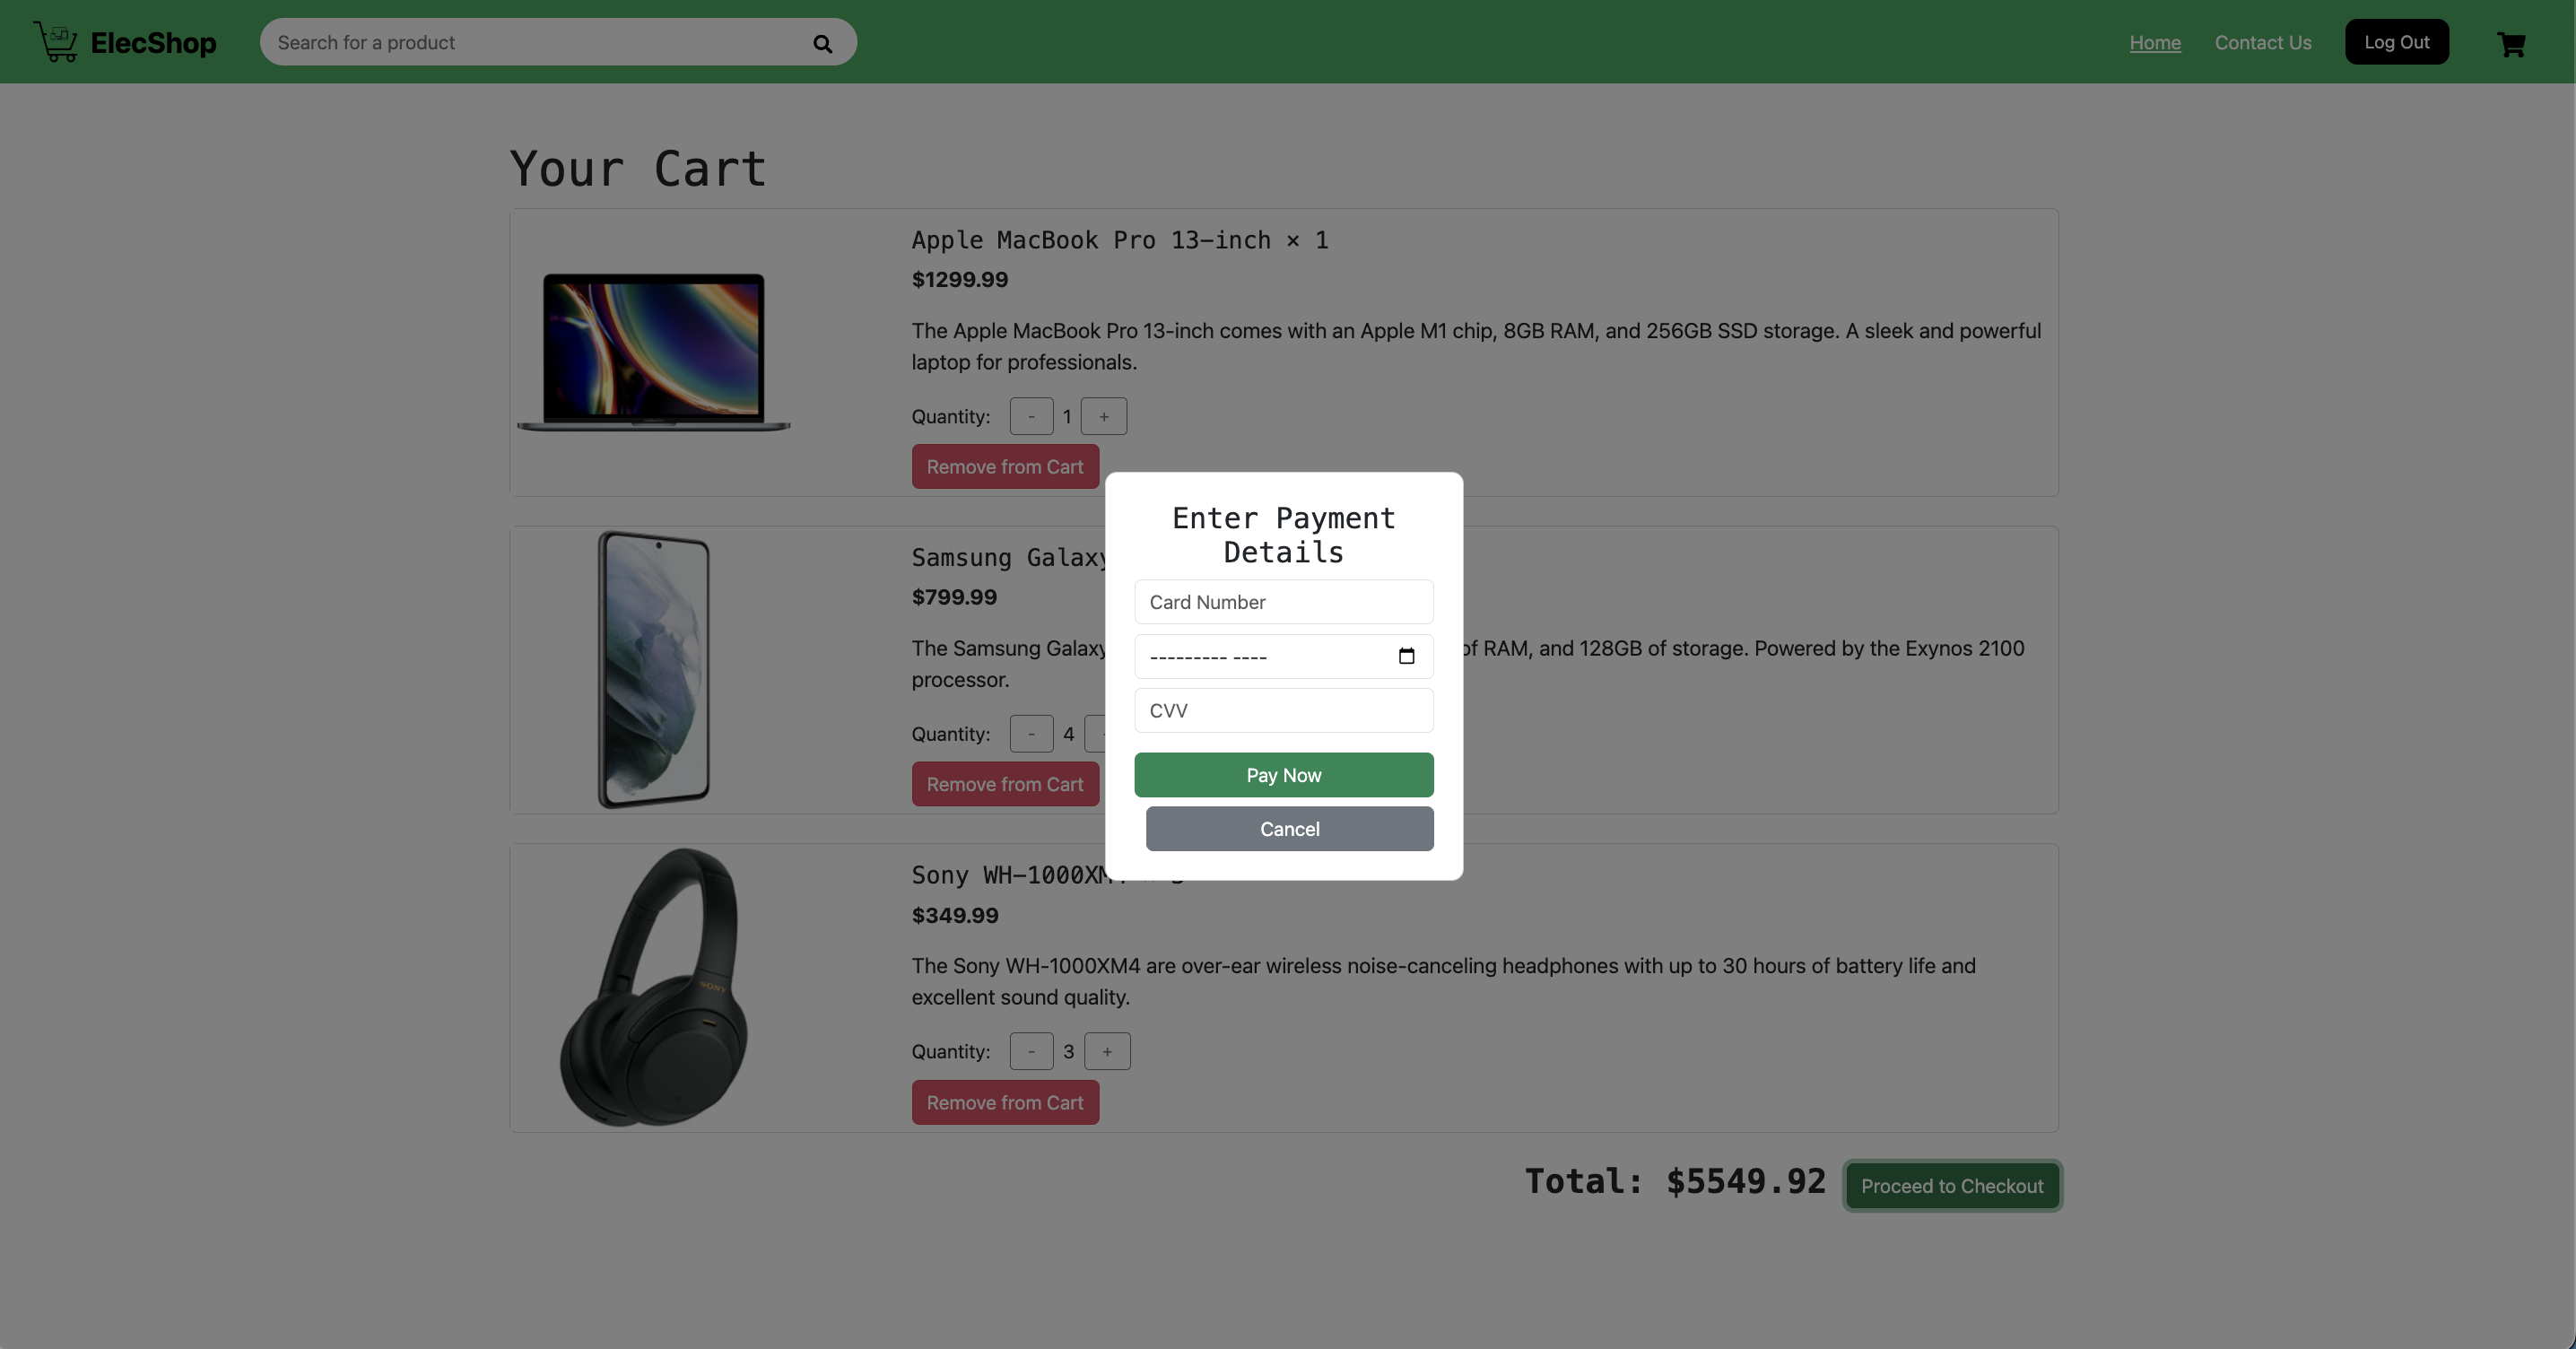 ElecShop
Search for a product
Home
Contact Us
Log Out
Your Cart
Apple MacBook Pro 13-inch × 1
$1299.99
The Apple MacBook Pro 13-inch comes with an Apple M1 chip, 8GB RAM, and 256GB SSD storage. A sleek and powerful
laptop for professionals.
Quantity: - 1 +
Remove from Cart
Samsung Galaxy
$799.99
The Samsung Galaxy
of RAM, and 128GB of storage. Powered by the Exynos 2100
processor.
Quantity: - 4
Remove from Cart
Sony WH-1000XM
$349.99
The Sony WH-1000XM4 are over-ear wireless noise-canceling headphones with up to 30 hours of battery life and
excellent sound quality.
Quantity: - 3 +
Remove from Cart
Total: $5549.92
Proceed to Checkout
Enter Payment
Details
Card Number
--------- ----
CVV
Pay Now
Cancel
SONY